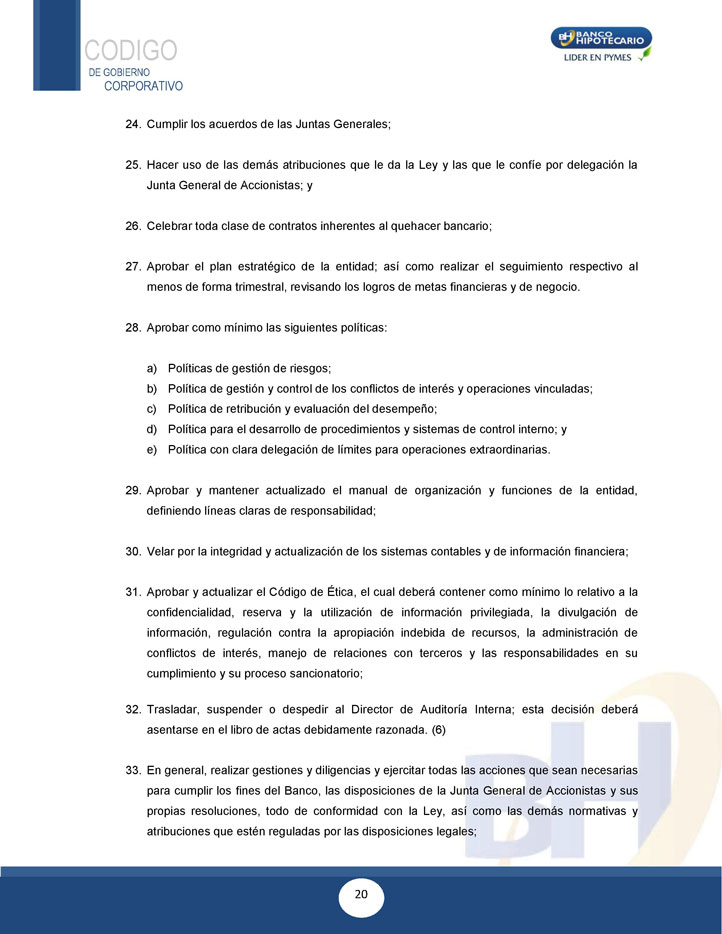 CODIGO
DE GOBIERNO
CORPORATIVO
BH BANCO
HIPOTECARIO
LIDER EN PYMES
24. Cumplir los acuerdos de las Juntas Generales;
25. Hacer uso de las demás atribuciones que le da la Ley y las que le confíe por delegación la
Junta General de Accionistas; y
26. Celebrar toda clase de contratos inherentes al quehacer bancario;
27. Aprobar el plan estratégico de la entidad; así como realizar el seguimiento respectivo al
menos de forma trimestral, revisando los logros de metas financieras y de negocio.
28. Aprobar como mínimo las siguientes políticas:
a) Políticas de gestión de riesgos;
b) Política de gestión y control de los conflictos de interés y operaciones vinculadas;
c) Política de retribución y evaluación del desempeño;
d) Política para el desarrollo de procedimientos y sistemas de control interno; y
e) Política con clara delegación de límites para operaciones extraordinarias.
29. Aprobar y mantener actualizado el manual de organización y funciones de la entidad,
definiendo líneas claras de responsabilidad;
30. Velar por la integridad y actualización de los sistemas contables y de información financiera;
31. Aprobar y actualizar el Código de Ética, el cual deberá contener como mínimo lo relativo a la
confidencialidad, reserva y la utilización de información privilegiada, la divulgación de
información, regulación contra la apropiación indebida de recursos, la administración de
conflictos de interés, manejo de relaciones con terceros y las responsabilidades en su
cumplimiento y su proceso sancionatorio;
32. Trasladar, suspender o despedir al Director de Auditoría Interna; esta decisión deberá
asentarse en el libro de actas debidamente razonada. (6)
33. En general, realizar gestiones y diligencias y ejercitar todas las acciones que sean necesarias
para cumplir los fines del Banco, las disposiciones de la Junta General de Accionistas y sus
propias resoluciones, todo de conformidad con la Ley, así como las demás normativas y
atribuciones que estén reguladas por las disposiciones legales;
BH
20